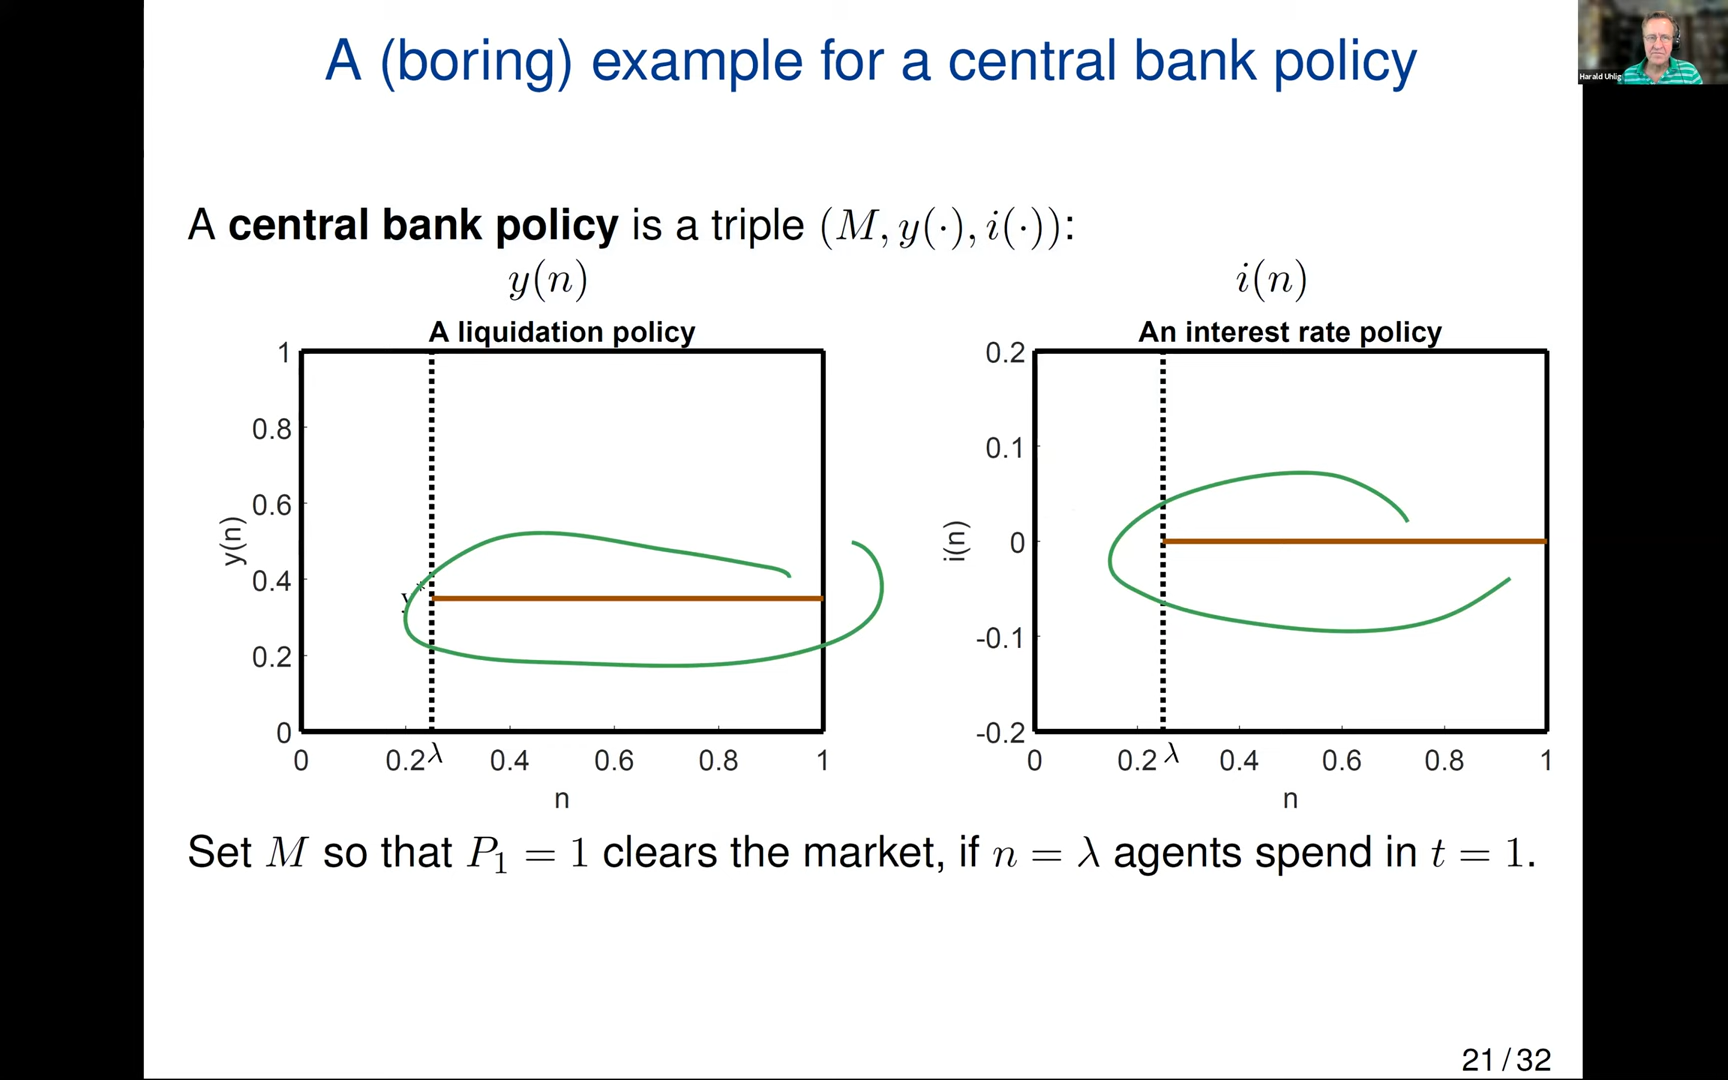 A (boring) example for a central bank policy
Harald Uhlig
A central bank policy is a triple (M, y(·), i(·)):
y(n)
i(n)
A liquidation policy
An interest rate policy
1
0.8
0.6
0.4
0.2
0
y(n)
y*
0 0.2 λ 0.4 0.6 0.8 1
n
0.2
0.1
0
-0.1
-0.2
i(n)
0 0.2 λ 0.4 0.6 0.8 1
n
Set M so that P₁ = 1 clears the market, if n = λ agents spend in t = 1.
21 / 32